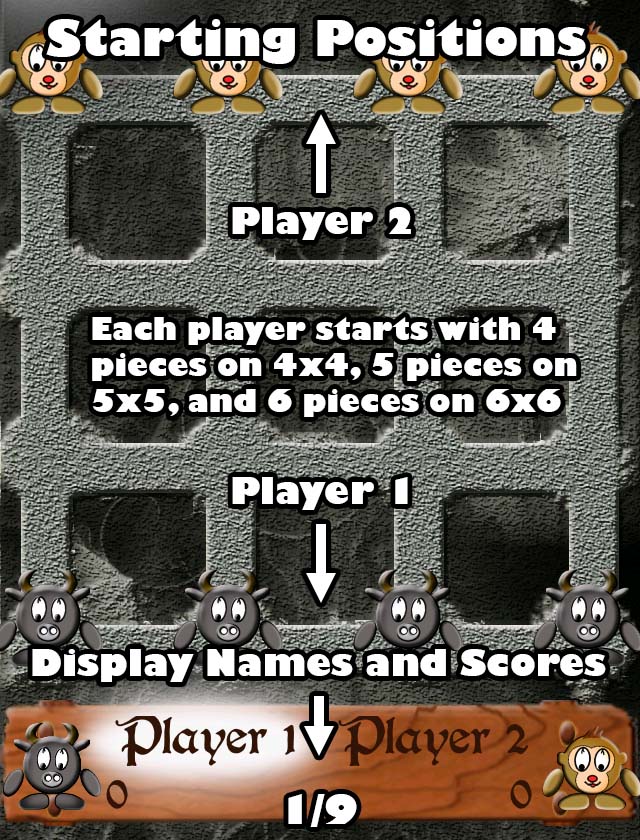 Starting Positions
Player 2
Each player starts with 4
pieces on 4x4, 5 pieces on
5x5, and 6 pieces on 6x6
Player 1
Display Names and Scores
Player 1 Player 2
0 0
1/9